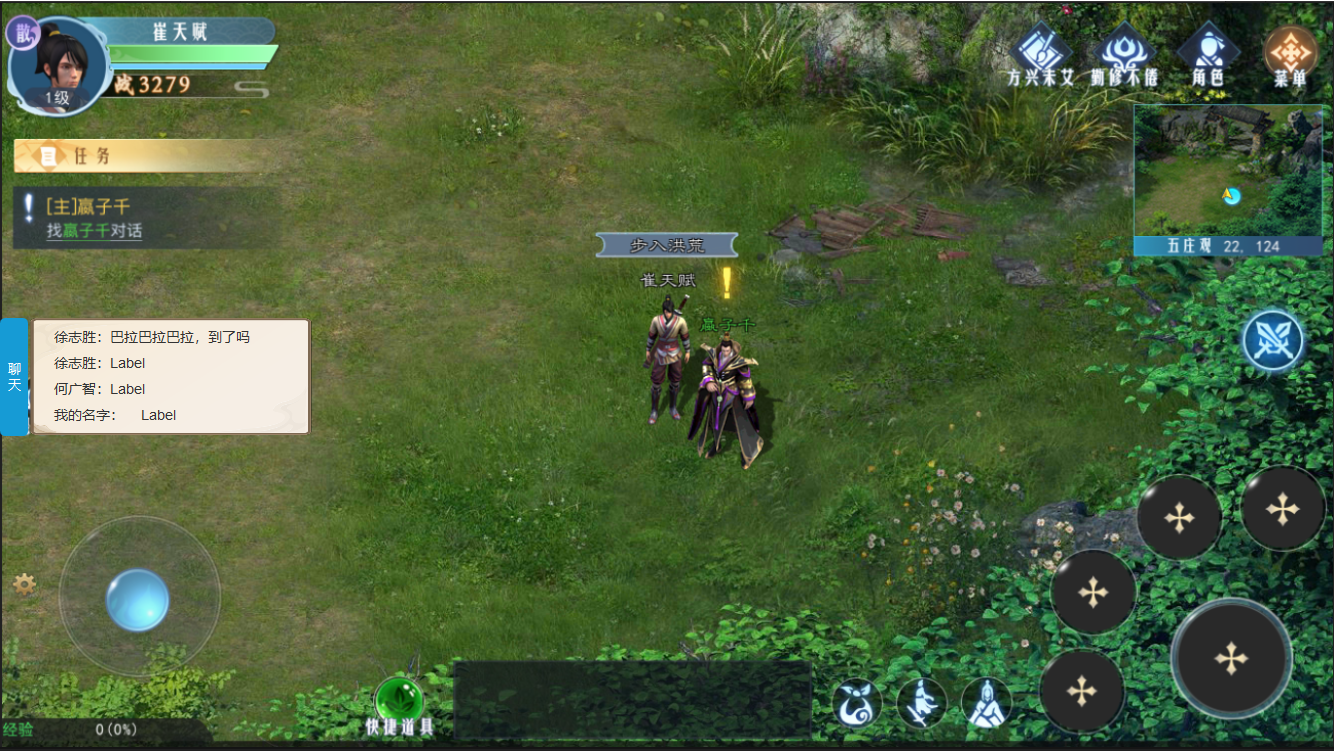 散
崔天赋
1级
战3279
方兴未艾
勤修不倦
角色
菜单
任务
[主]嬴子千
找嬴子千对话
五庄观 22, 124
步入洪荒
崔天赋
嬴子千
聊天
徐志胜：巴拉巴拉巴拉，到了吗
徐志胜：Label
何广智：Label
我的名字： Label
快捷道具
经验 0(0%)